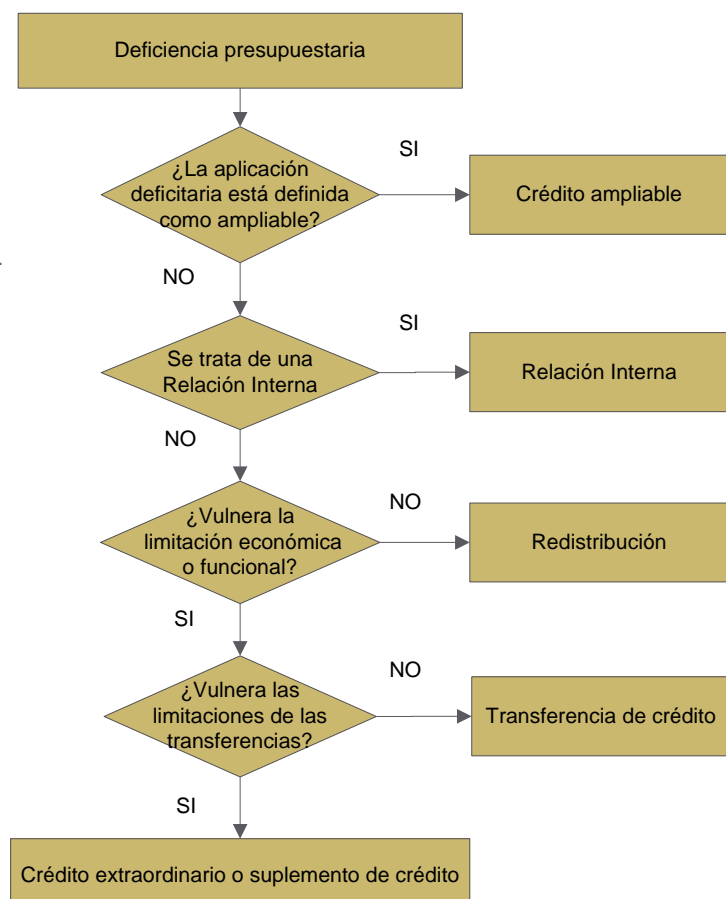 Deficiencia presupuestaria
¿La aplicación
deficitaria está definida
como ampliable?
SI
Crédito ampliable
NO
Se trata de una
Relación Interna
SI
Relación Interna
NO
¿Vulnera la
limitación económica
o funcional?
NO
Redistribución
SI
¿Vulnera las
limitaciones de las
transferencias?
NO
Transferencia de crédito
SI
Crédito extraordinario o suplemento de crédito